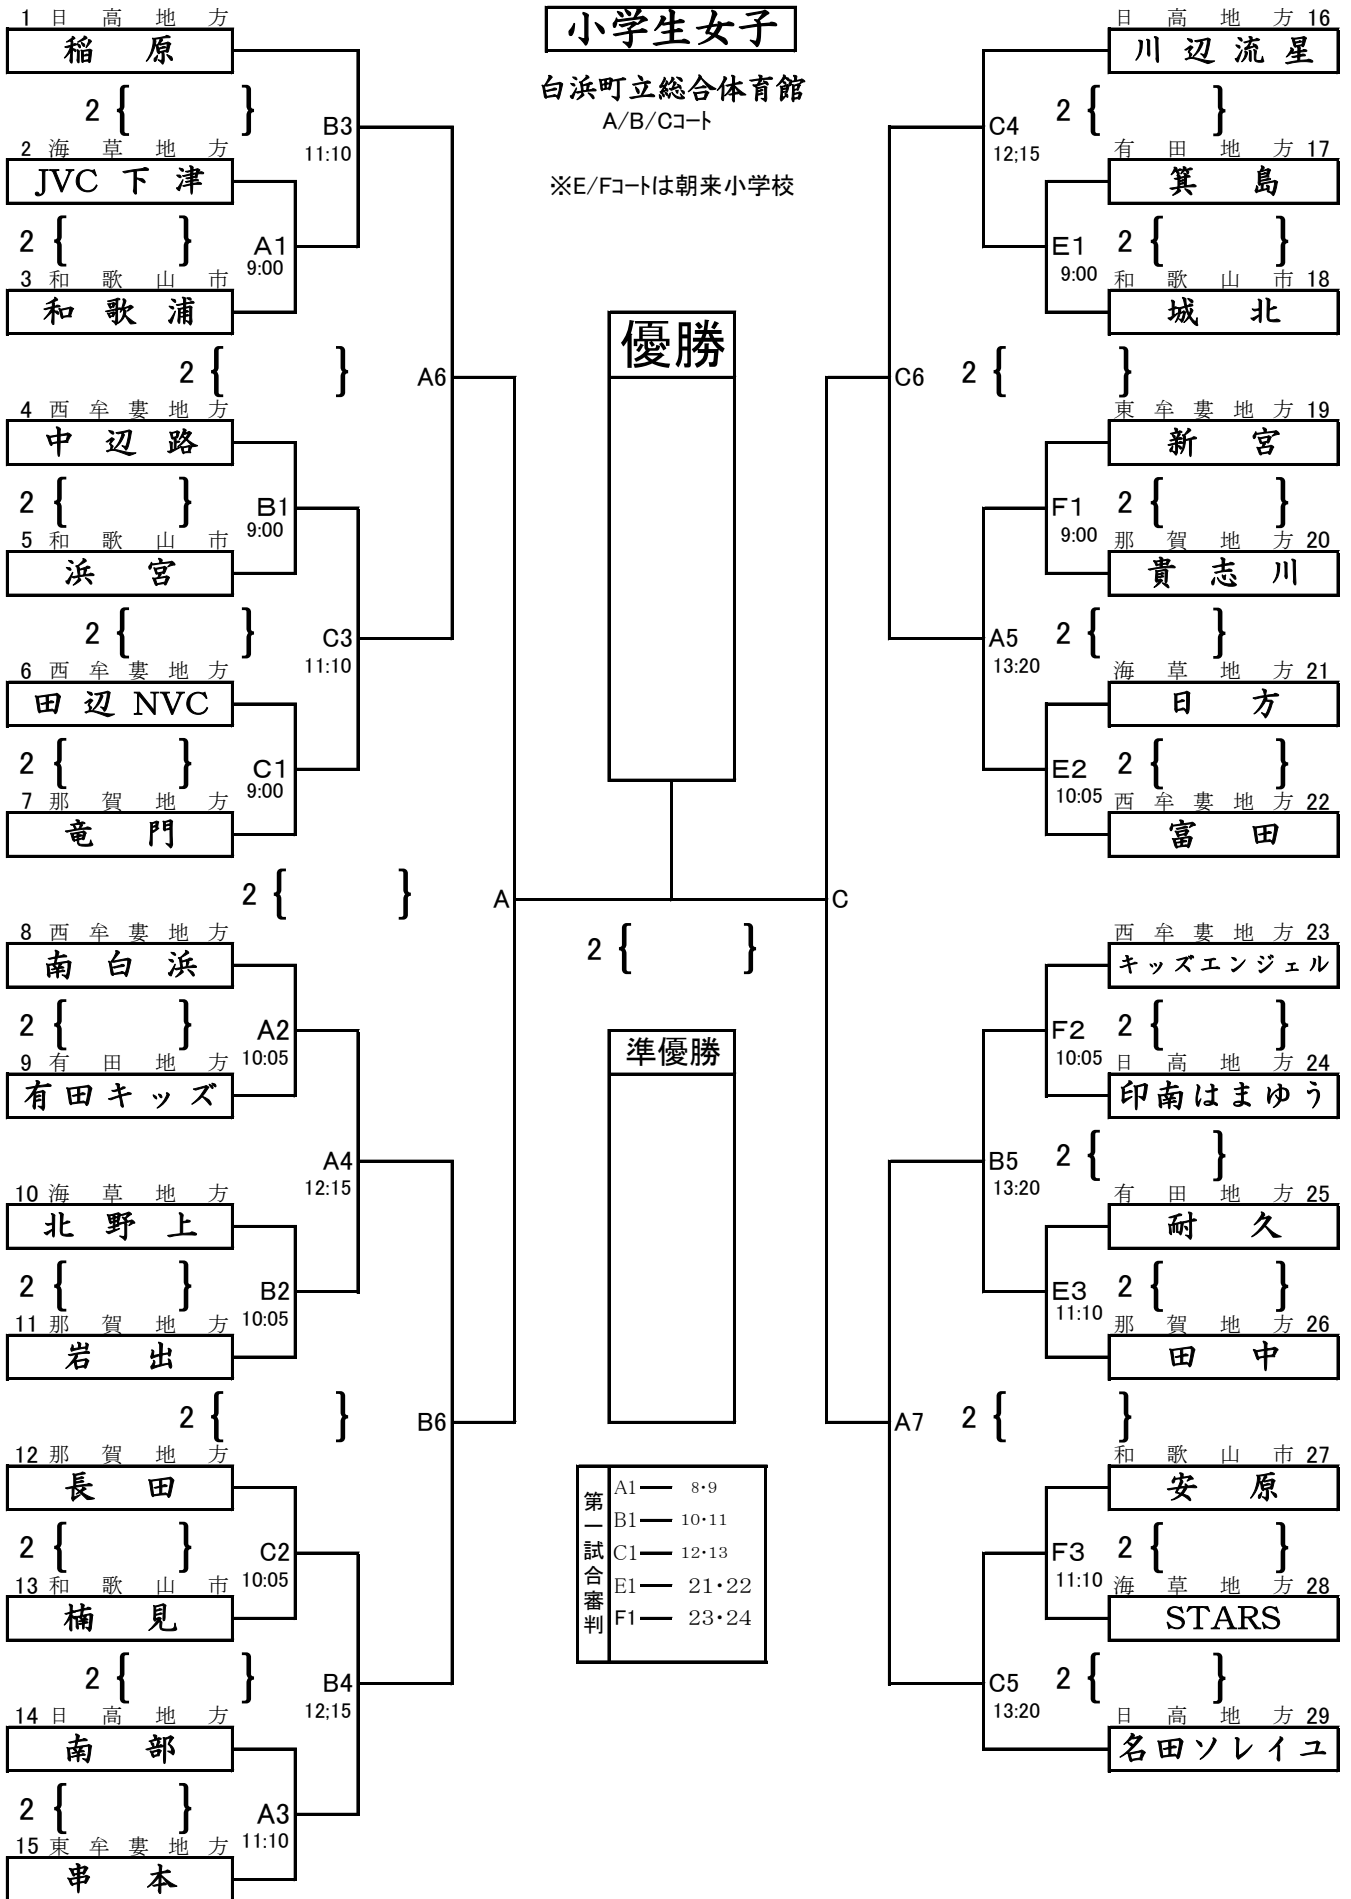 小学生女子
白浜町立総合体育館
A/B/Cコート
※E/Fコートは朝来小学校
1 日高地方
稲原
2 { }
B3
11:10
2 海草地方
JVC 下津
2 { }
A1
9:00
3 和歌山市
和歌浦
2 { }
A6
4 西牟婁地方
中辺路
2 { }
B1
9:00
5 和歌山市
浜宮
2 { }
C3
11:10
6 西牟婁地方
田辺 NVC
2 { }
C1
9:00
7 那賀地方
竜門
2 { }
A
8 西牟婁地方
南白浜
2 { }
A2
10:05
9 有田地方
有田キッズ
A4
12:15
10 海草地方
北野上
2 { }
B2
10:05
11 那賀地方
岩出
2 { }
B6
12 那賀地方
長田
2 { }
C2
10:05
13 和歌山市
楠見
2 { }
B4
12;15
14 日高地方
南部
2 { }
A3
11:10
15 東牟婁地方
串本
優勝
2 { }
準優勝
第一試合審判
A1 ― 8・9
B1 ― 10・11
C1 ― 12・13
E1 ― 21・22
F1 ― 23・24
日高地方 16
川辺流星
C4
12;15
2 { }
有田地方 17
箕島
E1
9:00
2 { }
和歌山市 18
城北
C6
2 { }
東牟婁地方 19
新宮
F1
9:00
2 { }
那賀地方 20
貴志川
A5
13:20
2 { }
海草地方 21
日方
E2
10:05
2 { }
西牟婁地方 22
富田
C
西牟婁地方 23
キッズエンジェル
F2
10:05
2 { }
日高地方 24
印南はまゆう
B5
13:20
2 { }
有田地方 25
耐久
E3
11:10
2 { }
那賀地方 26
田中
A7
2 { }
和歌山市 27
安原
F3
11:10
2 { }
海草地方 28
STARS
C5
13:20
2 { }
日高地方 29
名田ソレイユ